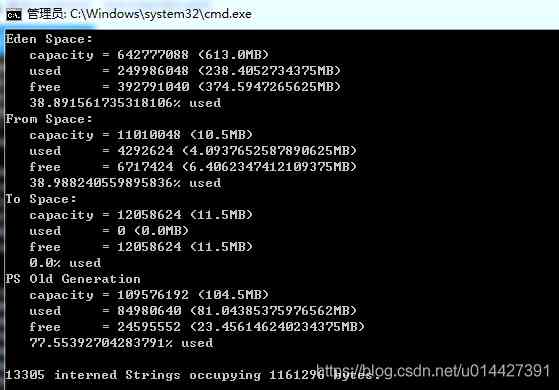 管理员: C:\Windows\system32\cmd.exe
Eden Space:
capacity = 642777088 (613.0MB)
used = 249986048 (238.4052734375MB)
free = 392791040 (374.5947265625MB)
38.891561735318106% used
From Space:
capacity = 11010048 (10.5MB)
used = 4292624 (4.0937652587890625MB)
free = 6717424 (6.4062347412109375MB)
38.988240559895836% used
To Space:
capacity = 12058624 (11.5MB)
used = 0 (0.0MB)
free = 12058624 (11.5MB)
0.0% used
PS Old Generation
capacity = 109576192 (104.5MB)
used = 84980640 (81.04385375976562MB)
free = 24595552 (23.456146240234375MB)
77.55392704283791% used
13305 interned Strings occupying 1161296 bytes.
https://blog.csdn.net/u014427391